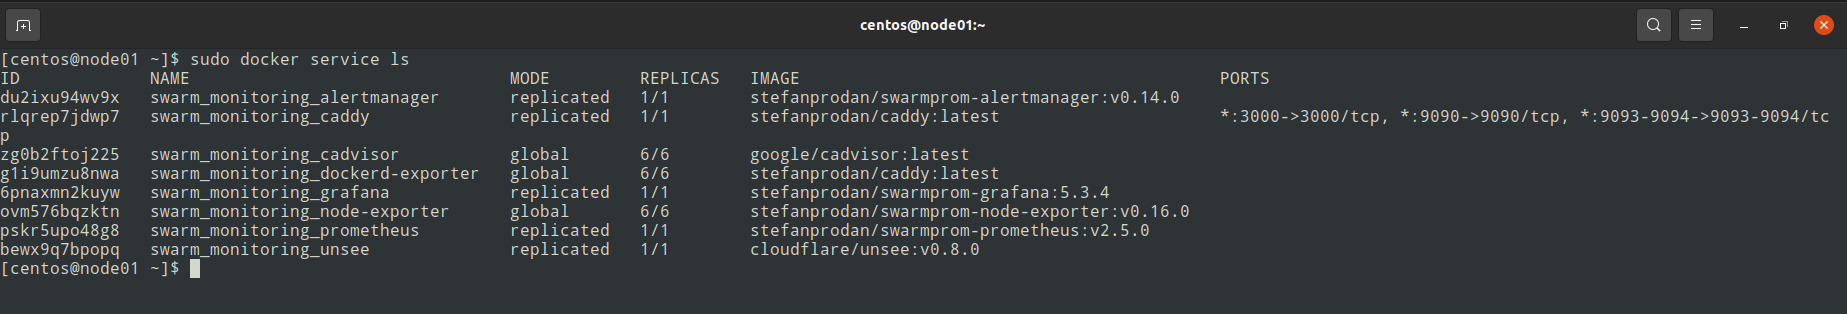 centos@node01:~
[centos@node01 ~]$ sudo docker service ls
ID             NAME                               MODE         REPLICAS   IMAGE                                          PORTS
du2ixu94wv9x   swarm_monitoring_alertmanager      replicated   1/1        stefanprodan/swarmprom-alertmanager:v0.14.0
rlqrep7jdwp7   swarm_monitoring_caddy             replicated   1/1        stefanprodan/caddy:latest                      *:3000->3000/tcp, *:9090->9090/tcp, *:9093-9094->9093-9094/tc
p
zg0b2ftoj225   swarm_monitoring_cadvisor          global       6/6        google/cadvisor:latest
g1i9umzu8nwa   swarm_monitoring_dockerd-exporter   global       6/6        stefanprodan/caddy:latest
6pnaxmn2kuyw   swarm_monitoring_grafana           replicated   1/1        stefanprodan/swarmprom-grafana:5.3.4
ovm576bqzktn   swarm_monitoring_node-exporter     global       6/6        stefanprodan/swarmprom-node-exporter:v0.16.0
pskr5upo48g8   swarm_monitoring_prometheus        replicated   1/1        stefanprodan/swarmprom-prometheus:v2.5.0
bewx9q7bpopq   swarm_monitoring_unsee             replicated   1/1        cloudflare/unsee:v0.8.0
[centos@node01 ~]$